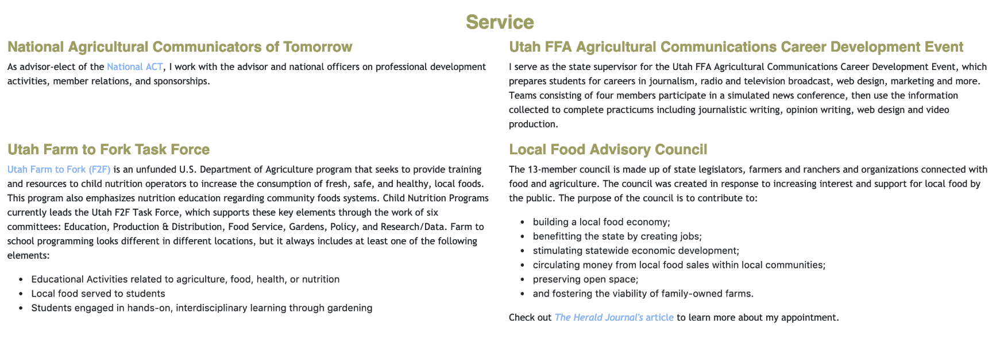 Service
National Agricultural Communicators of Tomorrow
As advisor-elect of the National ACT, I work with the advisor and national officers on professional development
activities, member relations, and sponsorships.
Utah FFA Agricultural Communications Career Development Event
I serve as the state supervisor for the Utah FFA Agricultural Communications Career Development Event, which
prepares students for careers in journalism, radio and television broadcast, web design, marketing and more.
Teams consisting of four members participate in a simulated news conference, then use the information
collected to complete practicums including journalistic writing, opinion writing, web design and video
production.
Utah Farm to Fork Task Force
Utah Farm to Fork (F2F) is an unfunded U.S. Department of Agriculture program that seeks to provide training
and resources to child nutrition operators to increase the consumption of fresh, safe, and healthy, local foods.
This program also emphasizes nutrition education regarding community foods systems. Child Nutrition Programs
currently leads the Utah F2F Task Force, which supports these key elements through the work of six
committees: Education, Production & Distribution, Food Service, Gardens, Policy, and Research/Data. Farm to
school programming looks different in different locations, but it always includes at least one of the following
elements:
• Educational Activities related to agriculture, food, health, or nutrition
• Local food served to students
• Students engaged in hands-on, interdisciplinary learning through gardening
Local Food Advisory Council
The 13-member council is made up of state legislators, farmers and ranchers and organizations connected with
food and agriculture. The council was created in response to increasing interest and support for local food by
the public. The purpose of the council is to contribute to:
• building a local food economy;
• benefitting the state by creating jobs;
• stimulating statewide economic development;
• circulating money from local food sales within local communities;
• preserving open space;
• and fostering the viability of family-owned farms.
Check out The Herald Journal's article to learn more about my appointment.